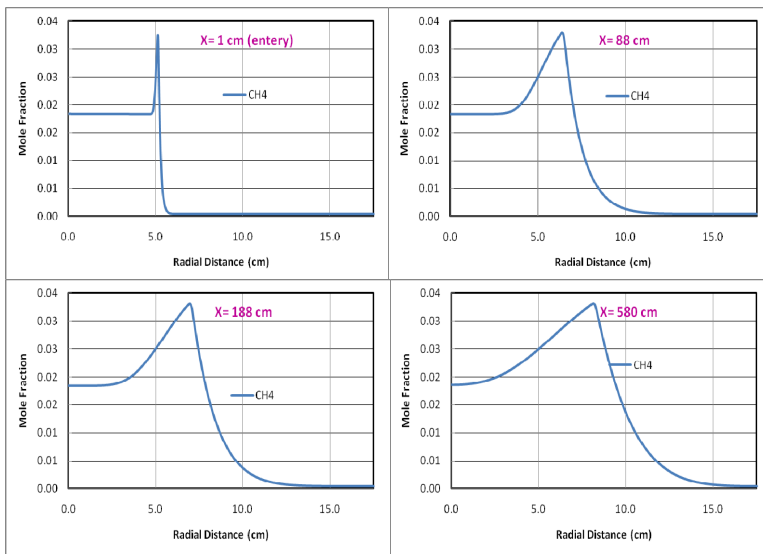 0.04
0.03
0.03
0.02
0.02
0.01
0.01
0.00
Mole Fraction
X= 1 cm (entery)
CH4
0.0 5.0 10.0 15.0
Radial Distance (cm)
0.04
0.03
0.03
0.02
0.02
0.01
0.01
0.00
Mole Fraction
X= 88 cm
CH4
0.0 5.0 10.0 15.0
Radial Distance (cm)
0.04
0.03
0.03
0.02
0.02
0.01
0.01
0.00
Mole Fraction
X= 188 cm
CH4
0.0 5.0 10.0 15.0
Radial Distance (cm)
0.04
0.03
0.03
0.02
0.02
0.01
0.01
0.00
Mole Fraction
X= 580 cm
CH4
0.0 5.0 10.0 15.0
Radial Distance (cm)